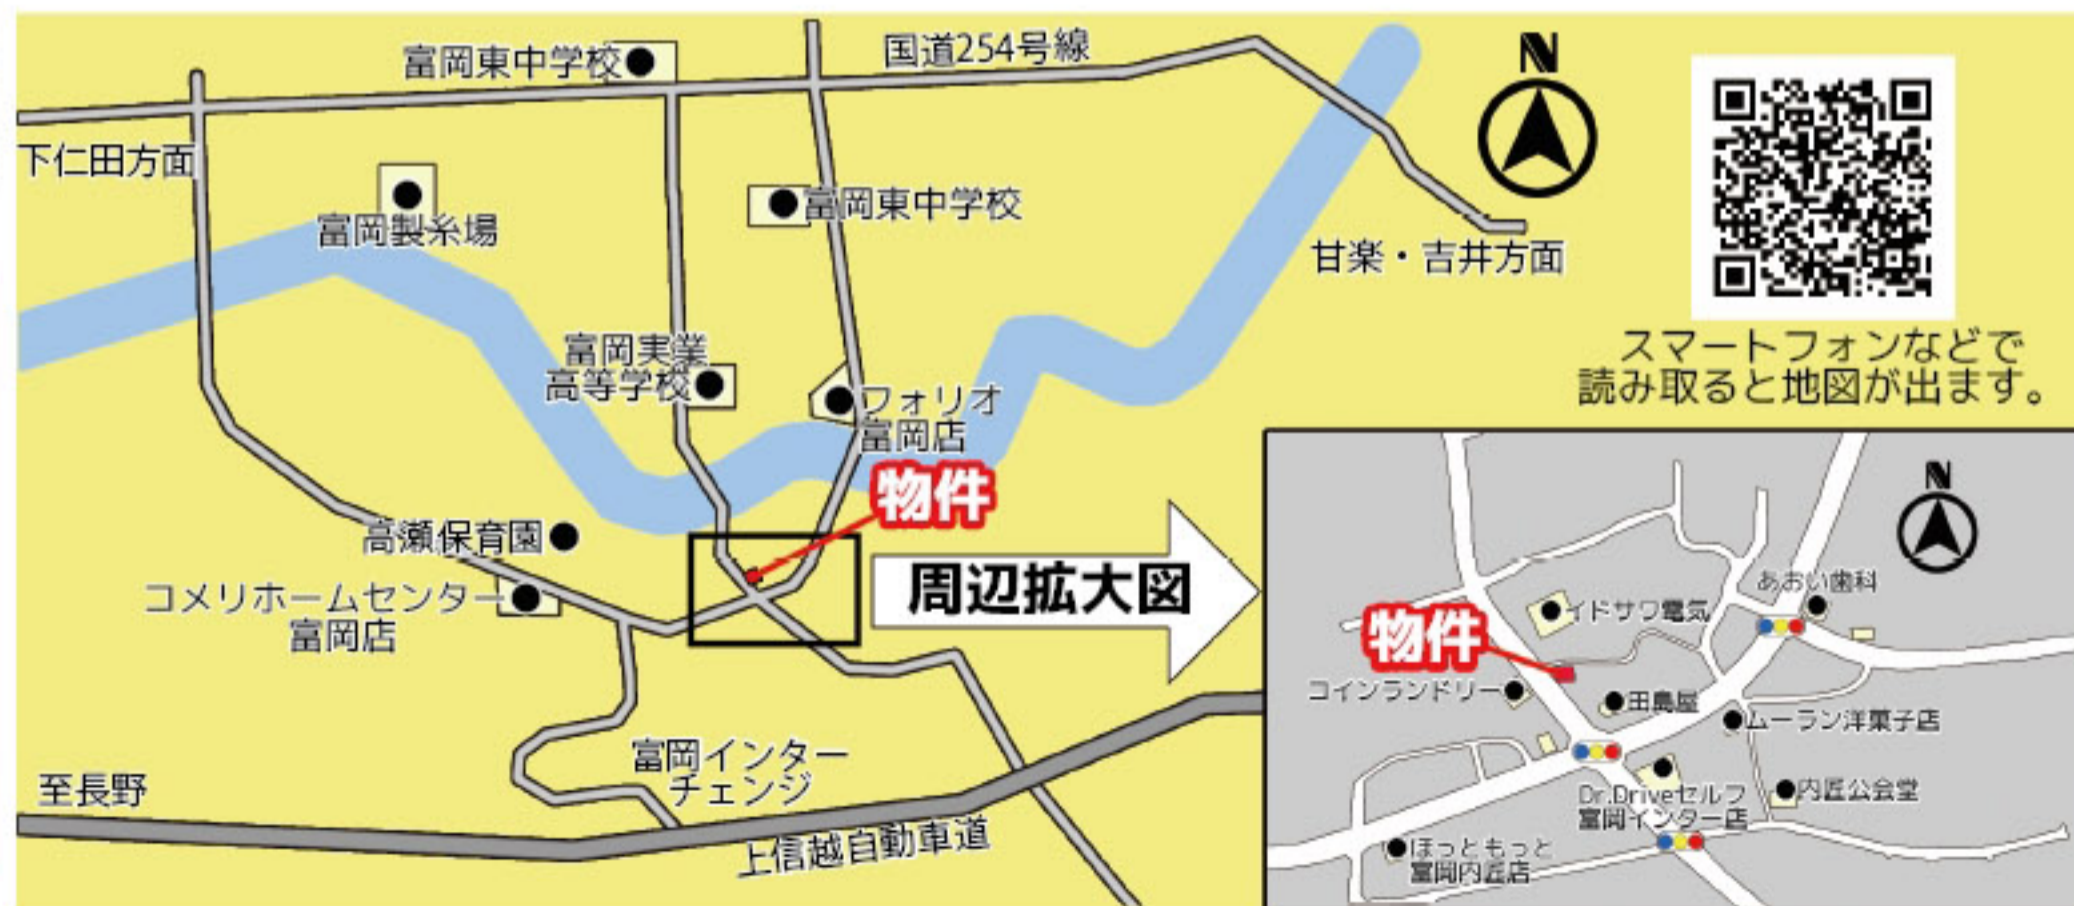 富岡東中学校
国道254号線
N
下仁田方面
富岡製糸場
富岡東中学校
甘楽・吉井方面
スマートフォンなどで
読み取ると地図が出ます。
富岡実業
高等学校
フォリオ
富岡店
物件
高瀬保育園
コメリホームセンター
富岡店
周辺拡大図
富岡インター
チェンジ
至長野
上信越自動車道
N
あおい歯科
イドサワ電気
物件
コインランドリー
田島屋
ムーラン洋菓子店
Dr.Driveセルフ
富岡インター店
内匠公会堂
ほっともっと
富岡内匠店